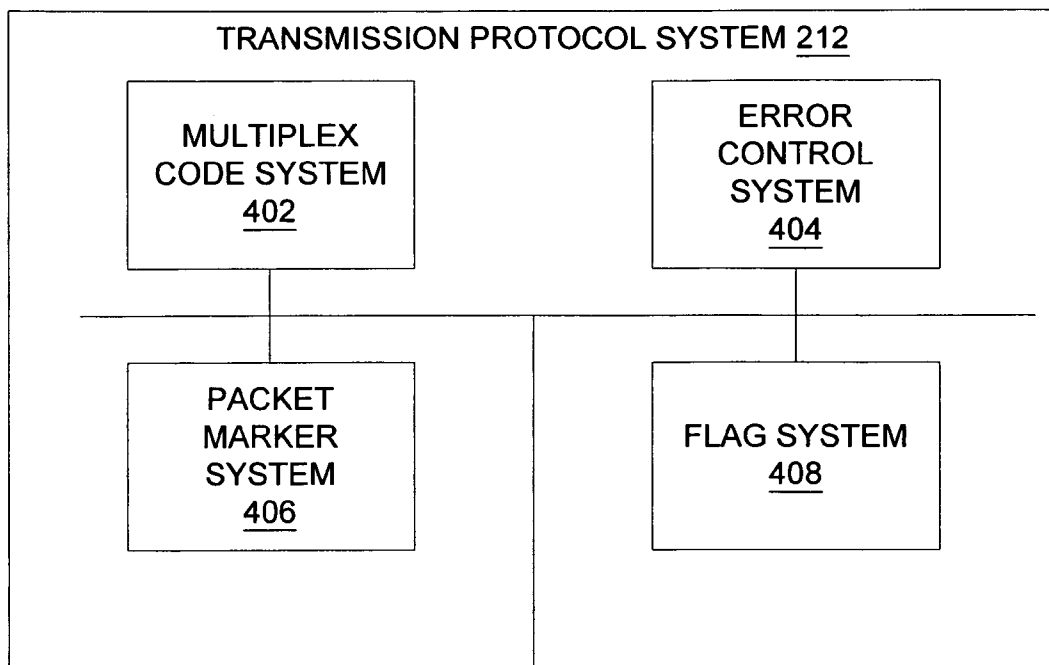 TRANSMISSION PROTOCOL SYSTEM 212
MULTIPLEX
CODE SYSTEM
402
ERROR
CONTROL
SYSTEM
404
PACKET
MARKER
SYSTEM
406
FLAG SYSTEM
408